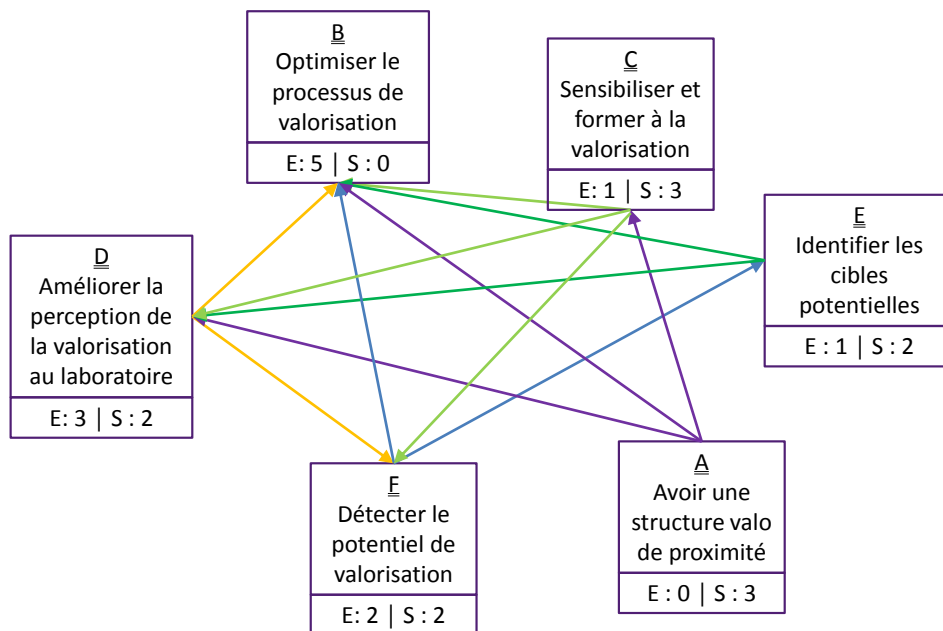 B
Optimiser le
processus de
valorisation
E: 5 | S : 0
C
Sensibiliser et
former à la
valorisation
E: 1 | S : 3
D
Améliorer la
perception de
la valorisation
au laboratoire
E: 3 | S : 2
E
Identifier les
cibles
potentielles
E : 1 | S : 2
F
Détecter le
potentiel de
valorisation
E: 2 | S : 2
A
Avoir une
structure valo
de proximité
E : 0 | S : 3